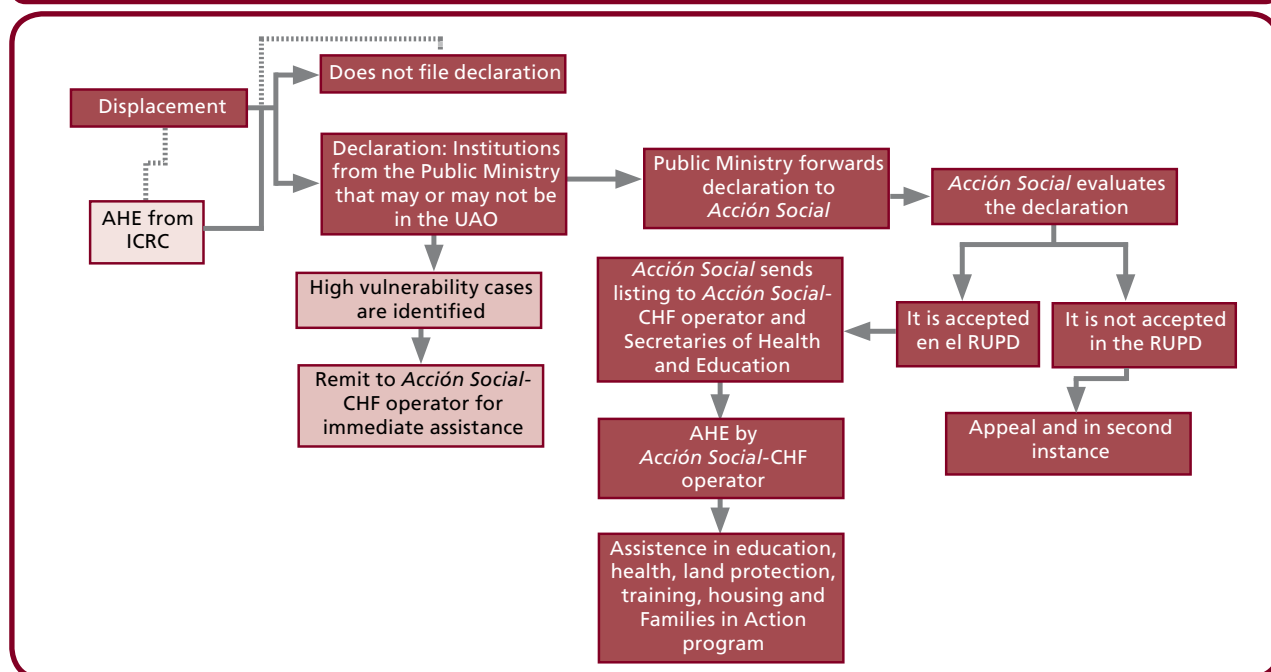 Does not file declaration
Displacement
Declaration: Institutions
from the Public Ministry
that may or may not be
in the UAO
Public Ministry forwards
declaration to
Acción Social
Acción Social evaluates
the declaration
AHE from
ICRC
High vulnerability cases
are identified
Acción Social sends
listing to Acción Social-
CHF operator and
Secretaries of Health
and Education
It is accepted
en el RUPD
It is not accepted
in the RUPD
Remit to Acción Social-
CHF operator for
immediate assistance
Appeal and in second
instance
AHE by
Acción Social-CHF
operator
Assistence in education,
health, land protection,
training, housing and
Families in Action
program